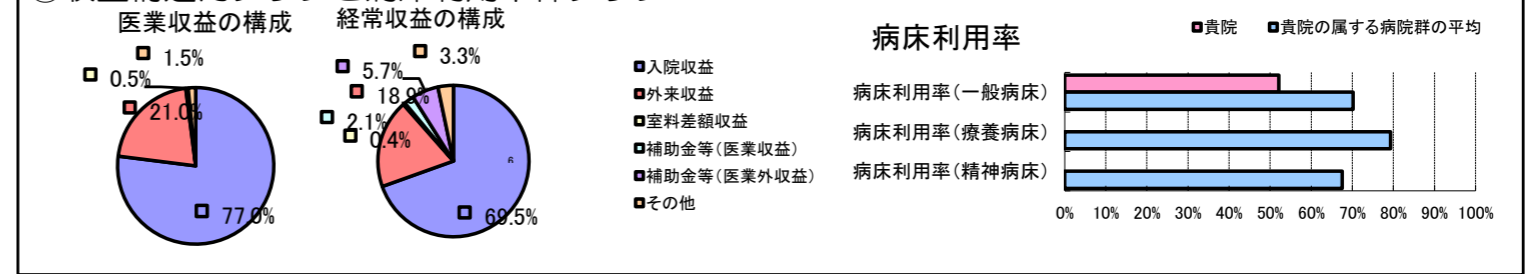 医業収益の構成
1.5%
0.5%
21.0%
77.0%
経常収益の構成
3.3%
5.7%
18.9%
2.1%
0.4%
69.5%
6
入院収益
外来収益
室料差額収益
補助金等(医業収益)
補助金等(医業外収益)
その他
病床利用率
貴院 貴院の属する病院群の平均
病床利用率(一般病床)
病床利用率(療養病床)
病床利用率(精神病床)
0% 10% 20% 30% 40% 50% 60% 70% 80% 90% 100%